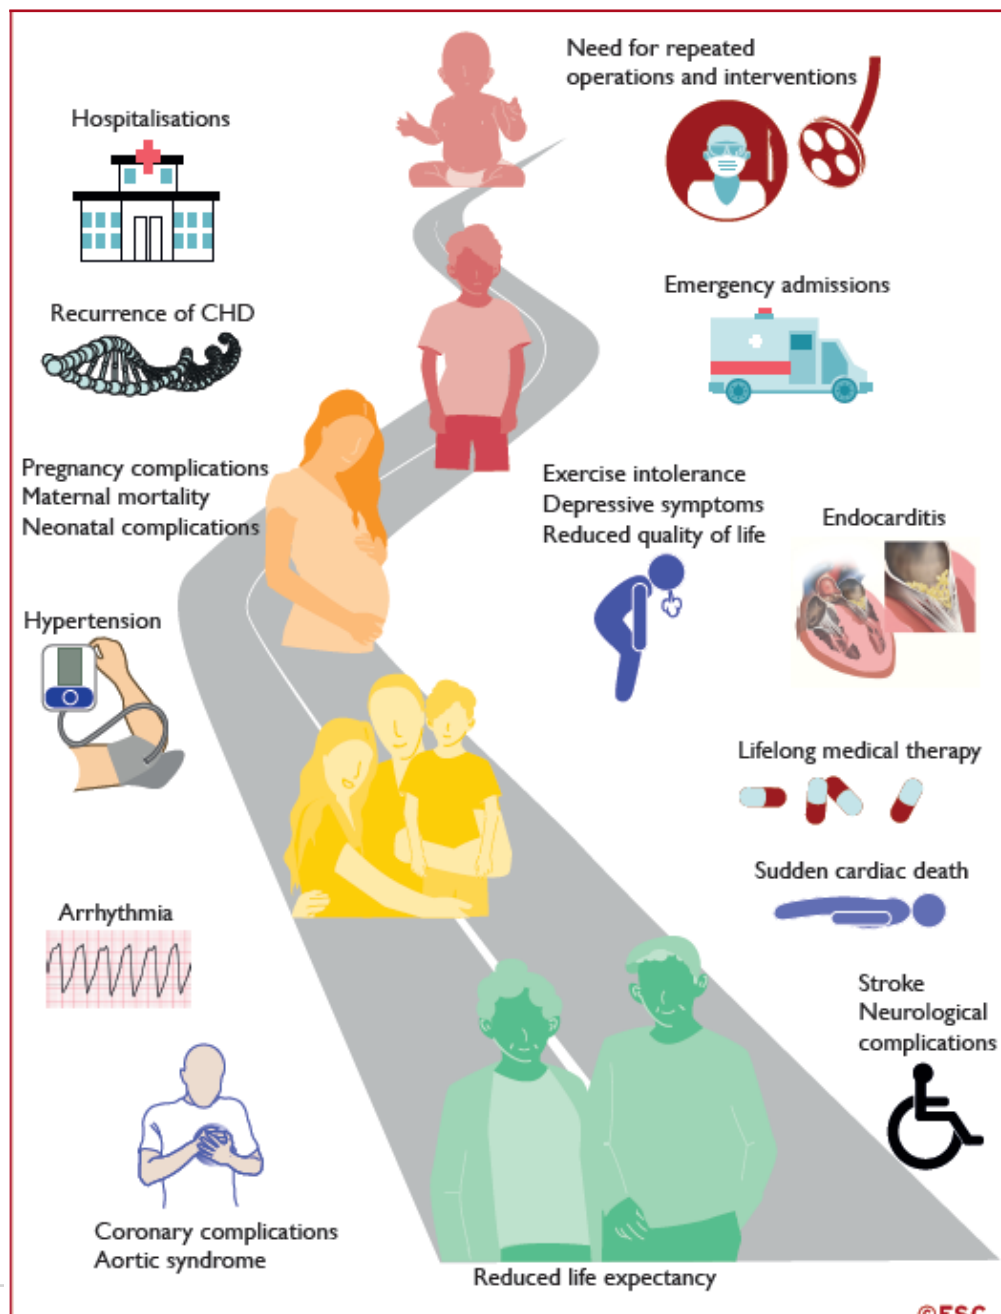 Need for repeated
operations and interventions
Hospitalisations
Emergency admissions
Recurrence of CHD
Pregnancy complications
Maternal mortality
Neonatal complications
Exercise intolerance
Depressive symptoms
Reduced quality of life
Endocarditis
Hypertension
Lifelong medical therapy
Sudden cardiac death
Arrhythmia
Stroke
Neurological
complications
Coronary complications
Aortic syndrome
Reduced life expectancy
©ESC